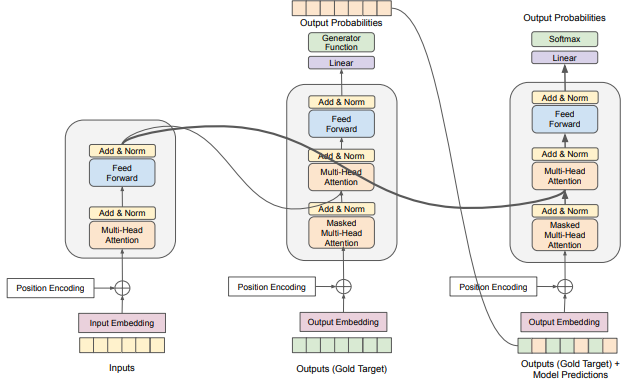 Output Probabilities
Generator
Function
Linear
Add & Norm
Feed
Forward
Add & Norm
Multi-Head
Attention
Add & Norm
Masked
Multi-Head
Attention
Position Encoding
Output Embedding
Outputs (Gold Target)
Add & Norm
Feed
Forward
Add & Norm
Multi-Head
Attention
Position Encoding
Input Embedding
Inputs
Output Probabilities
Softmax
Linear
Add & Norm
Feed
Forward
Add & Norm
Multi-Head
Attention
Add & Norm
Masked
Multi-Head
Attention
Position Encoding
Output Embedding
Outputs (Gold Target) +
Model Predictions